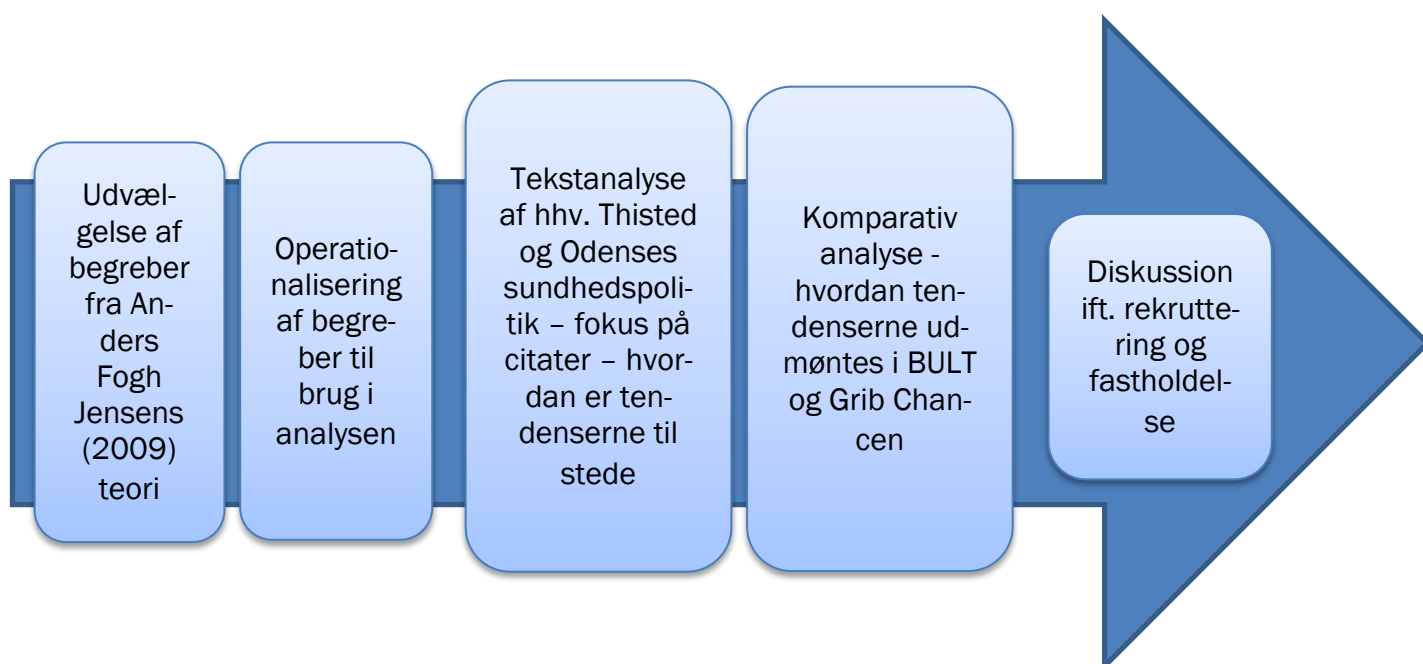 Udvæl-
gelse af
begreber
fra An-
ders
Fogh
Jensens
(2009)
teori
Operatio-
nalisering
af begre-
ber til
brug i
analysen
Tekstanalyse
af hhv. Thisted
og Odenses
sundhedspoli-
tik – fokus på
citater – hvor-
dan er ten-
denserne til
stede
Komparativ
analyse -
hvordan ten-
denserne ud-
møntes i BULT
og Grib Chan-
cen
Diskussion
ift. rekrutte-
ring og
fastholdel-
se